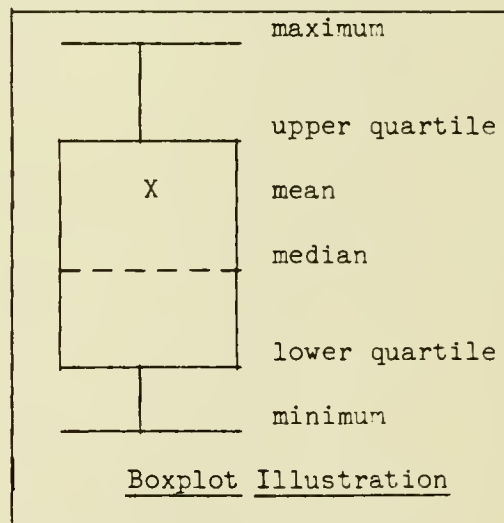 maximum
upper quartile
X mean
median
lower quartile
minimum
Boxplot Illustration